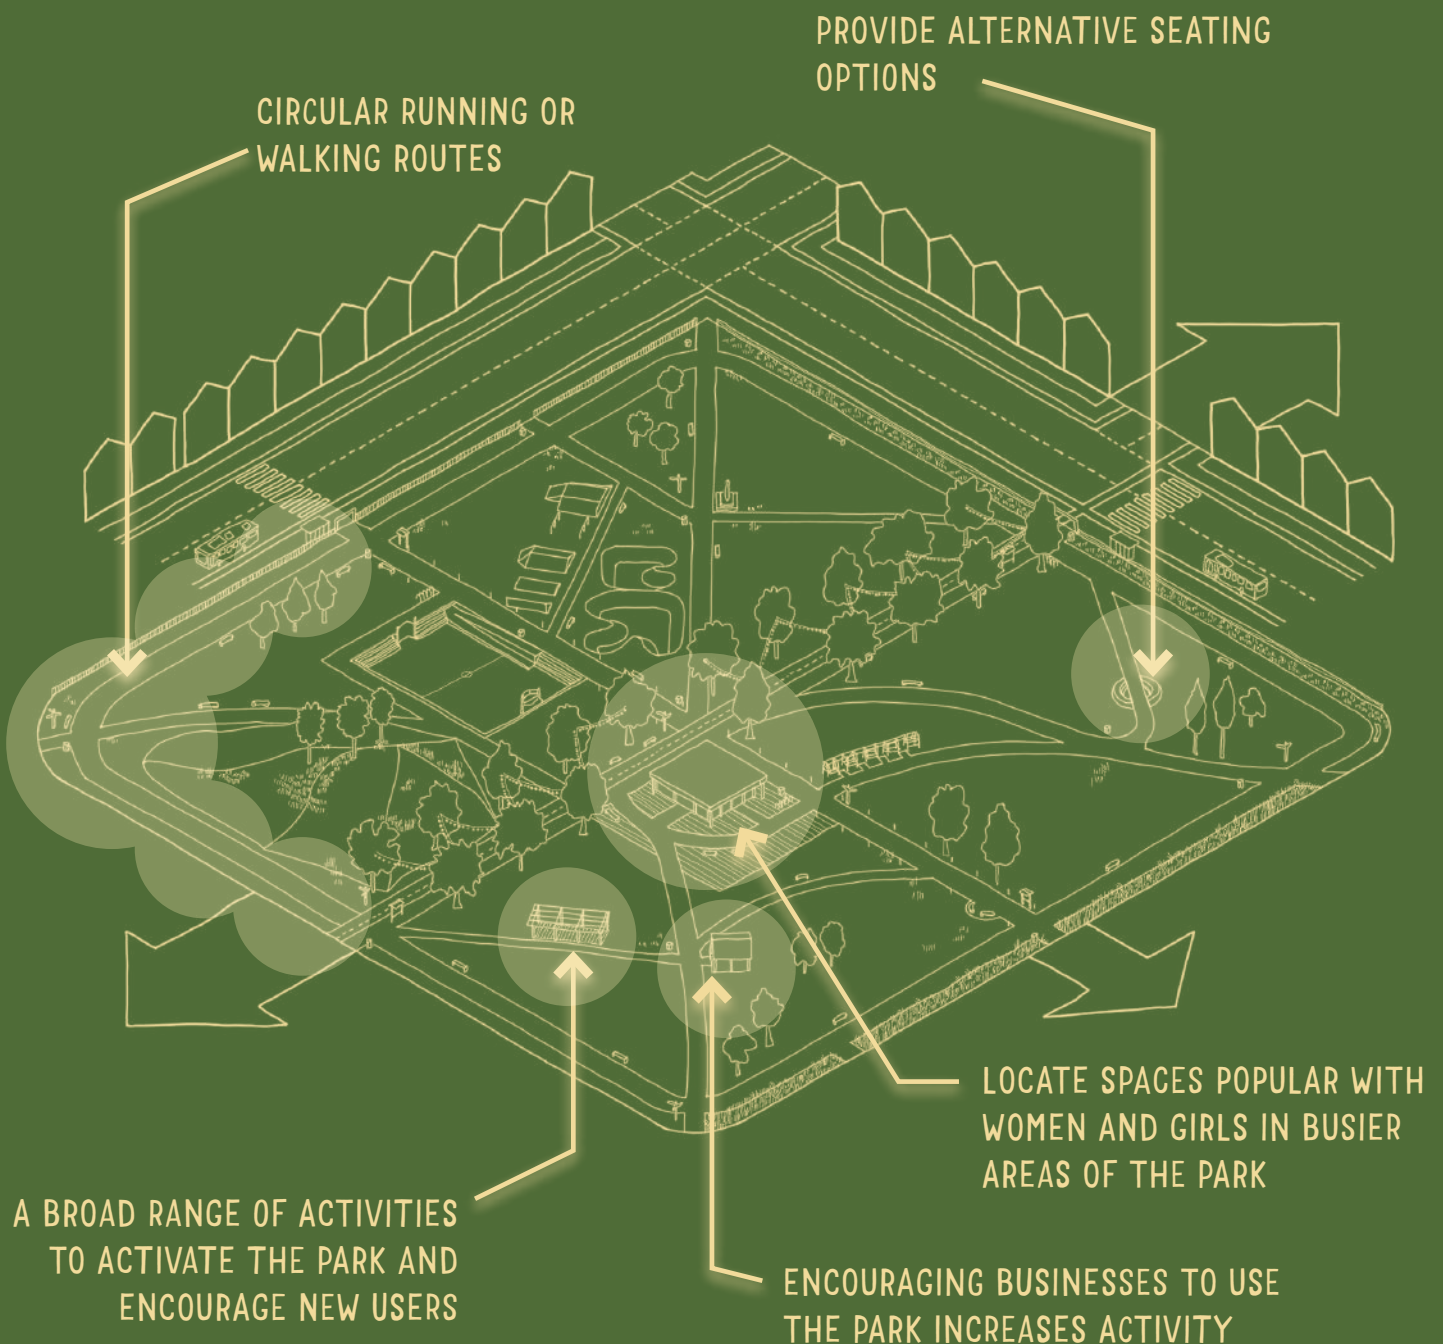 PROVIDE ALTERNATIVE SEATING
OPTIONS
CIRCULAR RUNNING OR
WALKING ROUTES
LOCATE SPACES POPULAR WITH
WOMEN AND GIRLS IN BUSIER
AREAS OF THE PARK
A BROAD RANGE OF ACTIVITIES
TO ACTIVATE THE PARK AND
ENCOURAGE NEW USERS
ENCOURAGING BUSINESSES TO USE
THE PARK INCREASES ACTIVITY